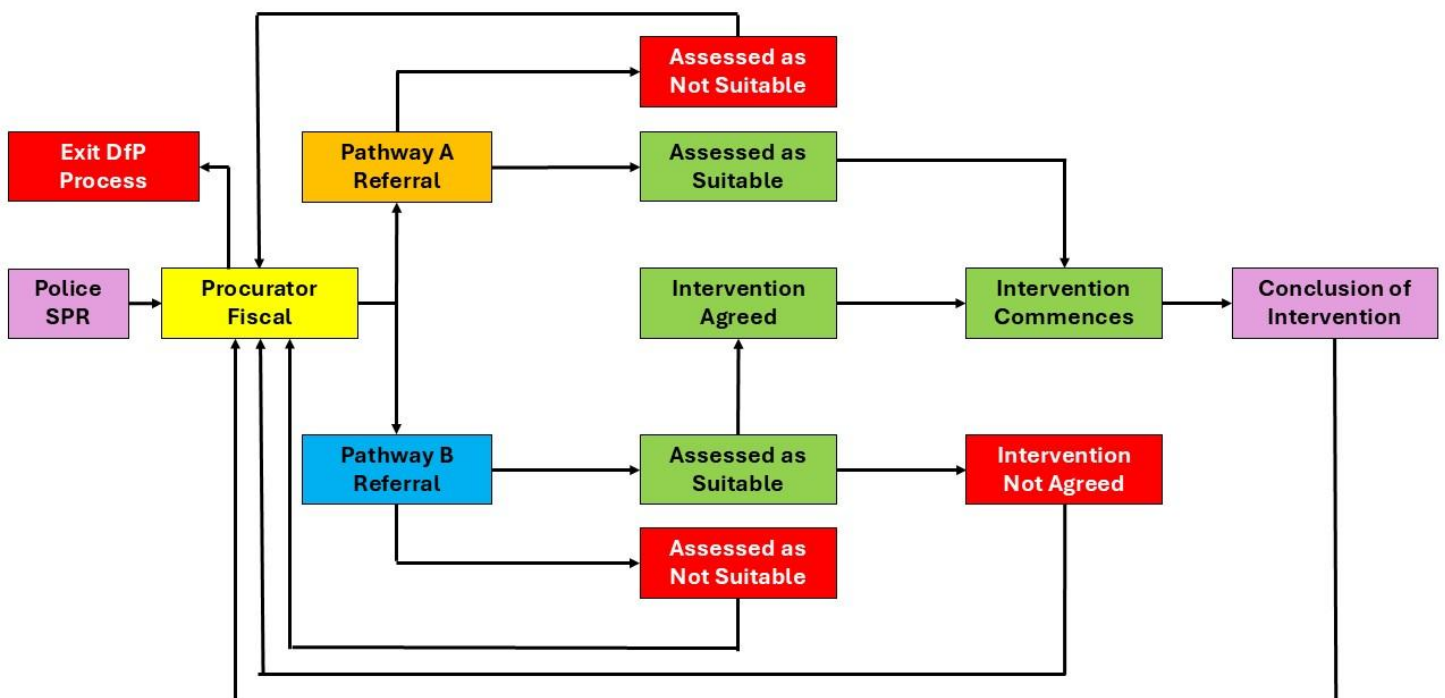 Assessed as
Not Suitable
Exit DfP
Process
Pathway A
Referral
Assessed as
Suitable
Police
SPR
Procurator
Fiscal
Intervention
Agreed
Intervention
Commences
Conclusion of
Intervention
Pathway B
Referral
Assessed as
Suitable
Intervention
Not Agreed
Assessed as
Not Suitable